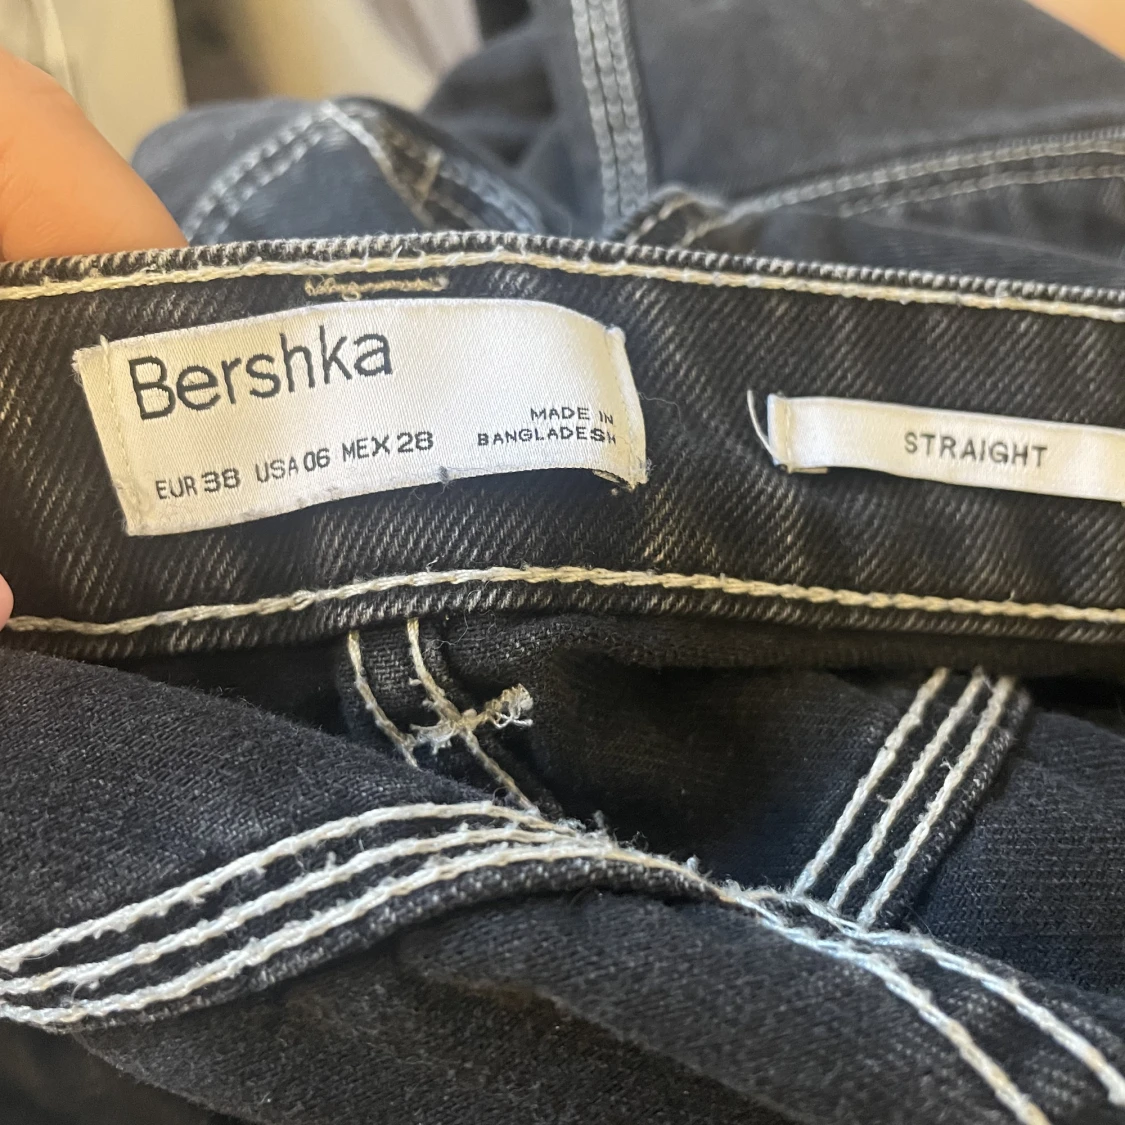 Bershka
MADE IN
BANGLADESH
EUR 38 USA 06 MEX 28
STRAIGHT